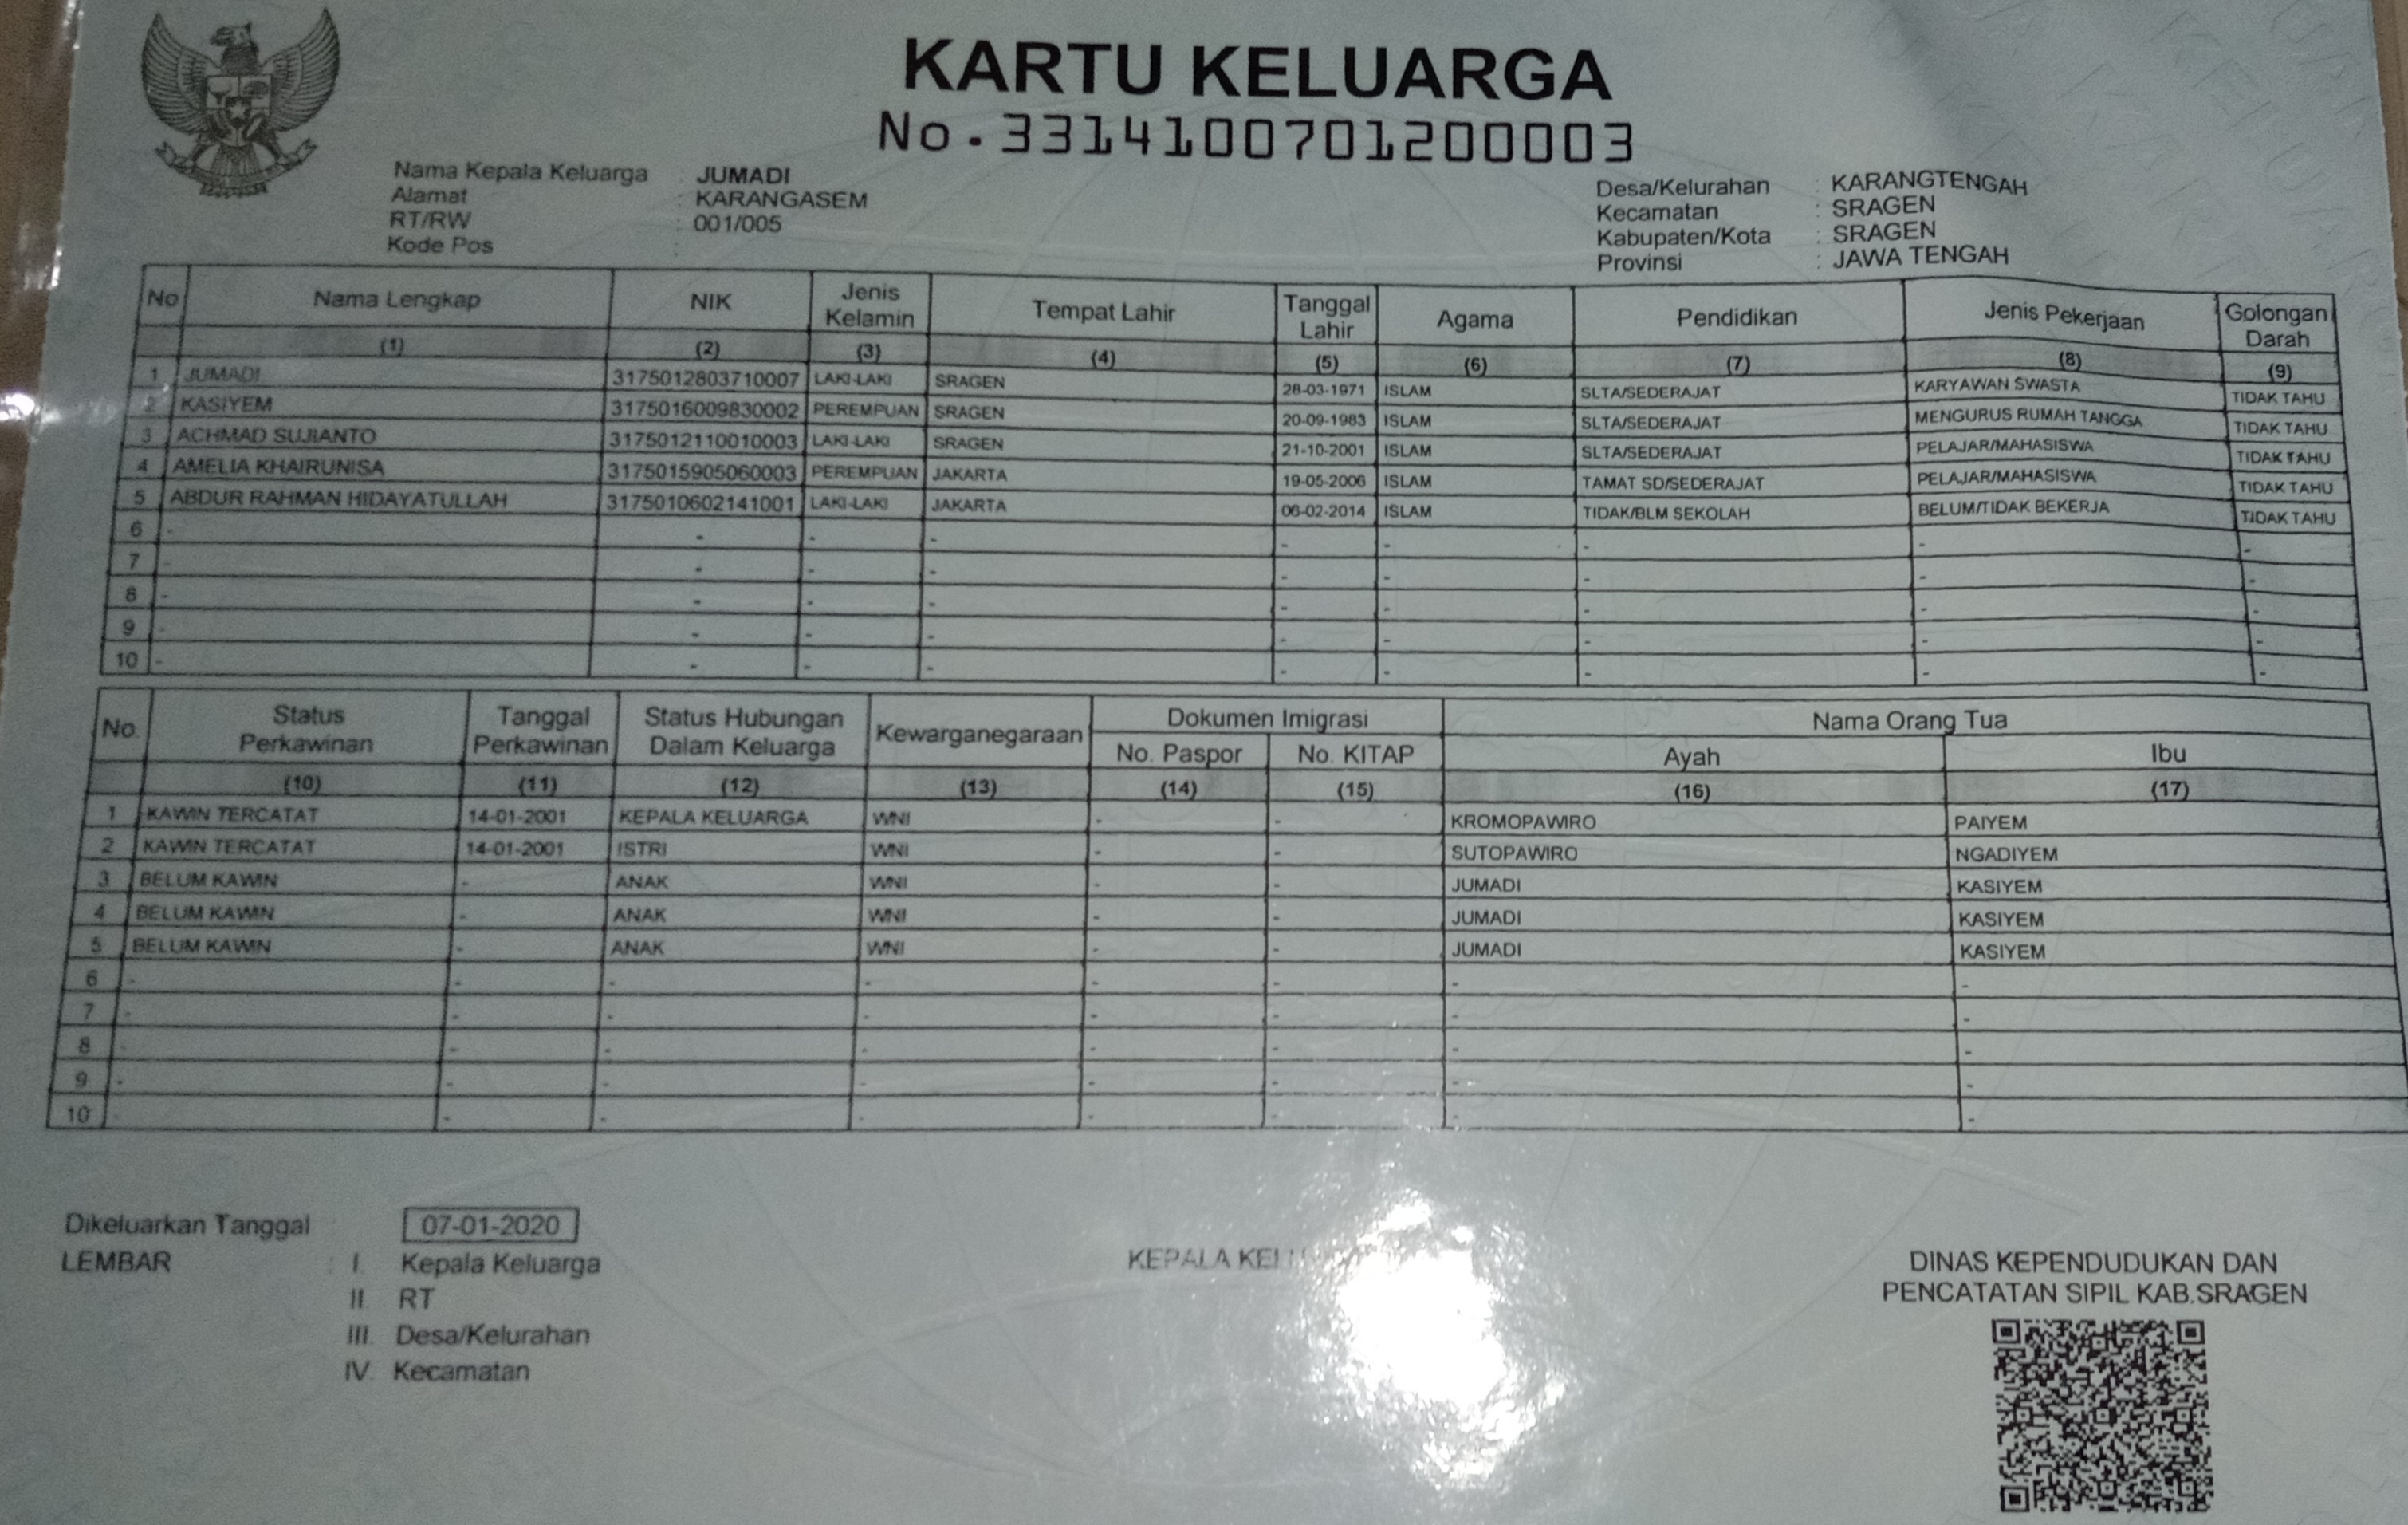 KARTU KELUARGA
No.3314100701200003
Nama Kepala Keluarga : JUMADI
Alamat : KARANGASEM
RT/RW : 001/005
Kode Pos :
Desa/Kelurahan : KARANGTENGAH
Kecamatan : SRAGEN
Kabupaten/Kota : SRAGEN
Provinsi : JAWA TENGAH
No Nama Lengkap NIK Jenis Kelamin Tempat Lahir Tanggal Lahir Agama Pendidikan Jenis Pekerjaan Golongan Darah
(1) (2) (3) (4) (5) (6) (7) (8) (9)
1 JUMADI 3175012803710007 LAKI-LAKI SRAGEN 28-03-1971 ISLAM SLTA/SEDERAJAT KARYAWAN SWASTA TIDAK TAHU
2 KASIYEM 3175016009830002 PEREMPUAN SRAGEN 20-09-1983 ISLAM SLTA/SEDERAJAT MENGURUS RUMAH TANGGA TIDAK TAHU
3 ACHMAD SUJIANTO 3175012110010003 LAKI-LAKI SRAGEN 21-10-2001 ISLAM SLTA/SEDERAJAT PELAJAR/MAHASISWA TIDAK TAHU
4 AMELIA KHAIRUNISA 3175015905060003 PEREMPUAN JAKARTA 19-05-2006 ISLAM TAMAT SD/SEDERAJAT PELAJAR/MAHASISWA TIDAK TAHU
5 ABDUR RAHMAN HIDAYATULLAH 3175010602141001 LAKI-LAKI JAKARTA 06-02-2014 ISLAM TIDAK/BLM SEKOLAH BELUM/TIDAK BEKERJA TIDAK TAHU
6 - - - - - - - - -
7 - - - - - - - - -
8 - - - - - - - - -
9 - - - - - - - - -
10 - - - - - - - - -
No. Status Perkawinan Tanggal Perkawinan Status Hubungan Dalam Keluarga Kewarganegaraan Dokumen Imigrasi Nama Orang Tua
No. Paspor No. KITAP Ayah Ibu
(10) (11) (12) (13) (14) (15) (16) (17)
1 KAWIN TERCATAT 14-01-2001 KEPALA KELUARGA WNI - - KROMOPAWIRO PAIYEM
2 KAWIN TERCATAT 14-01-2001 ISTRI WNI - - SUTOPAWIRO NGADIYEM
3 BELUM KAWIN - ANAK WNI - - JUMADI KASIYEM
4 BELUM KAWIN - ANAK WNI - - JUMADI KASIYEM
5 BELUM KAWIN - ANAK WNI - - JUMADI KASIYEM
6 - - - - - - - -
7 - - - - - - - -
8 - - - - - - - -
9 - - - - - - - -
10 - - - - - - - -
Dikeluarkan Tanggal : 07-01-2020
LEMBAR : I. Kepala Keluarga
II. RT
III. Desa/Kelurahan
IV. Kecamatan
KEPALA
DINAS KEPENDUDUKAN DAN
PENCATATAN SIPIL KAB.SRAGEN